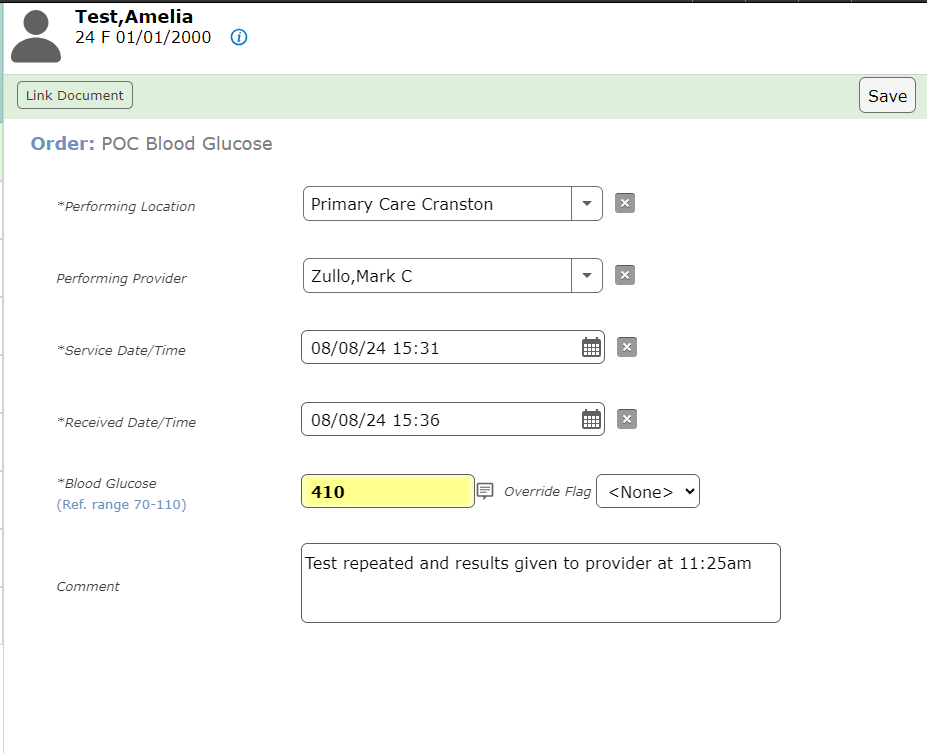 Test,Amelia
24 F 01/01/2000
Link Document
Save
Order: POC Blood Glucose
*Performing Location
Primary Care Cranston
Performing Provider
Zullo,Mark C
*Service Date/Time
08/08/24 15:31
*Received Date/Time
08/08/24 15:36
*Blood Glucose
(Ref. range 70-110)
410
Override Flag
<None>
Comment
Test repeated and results given to provider at 11:25am